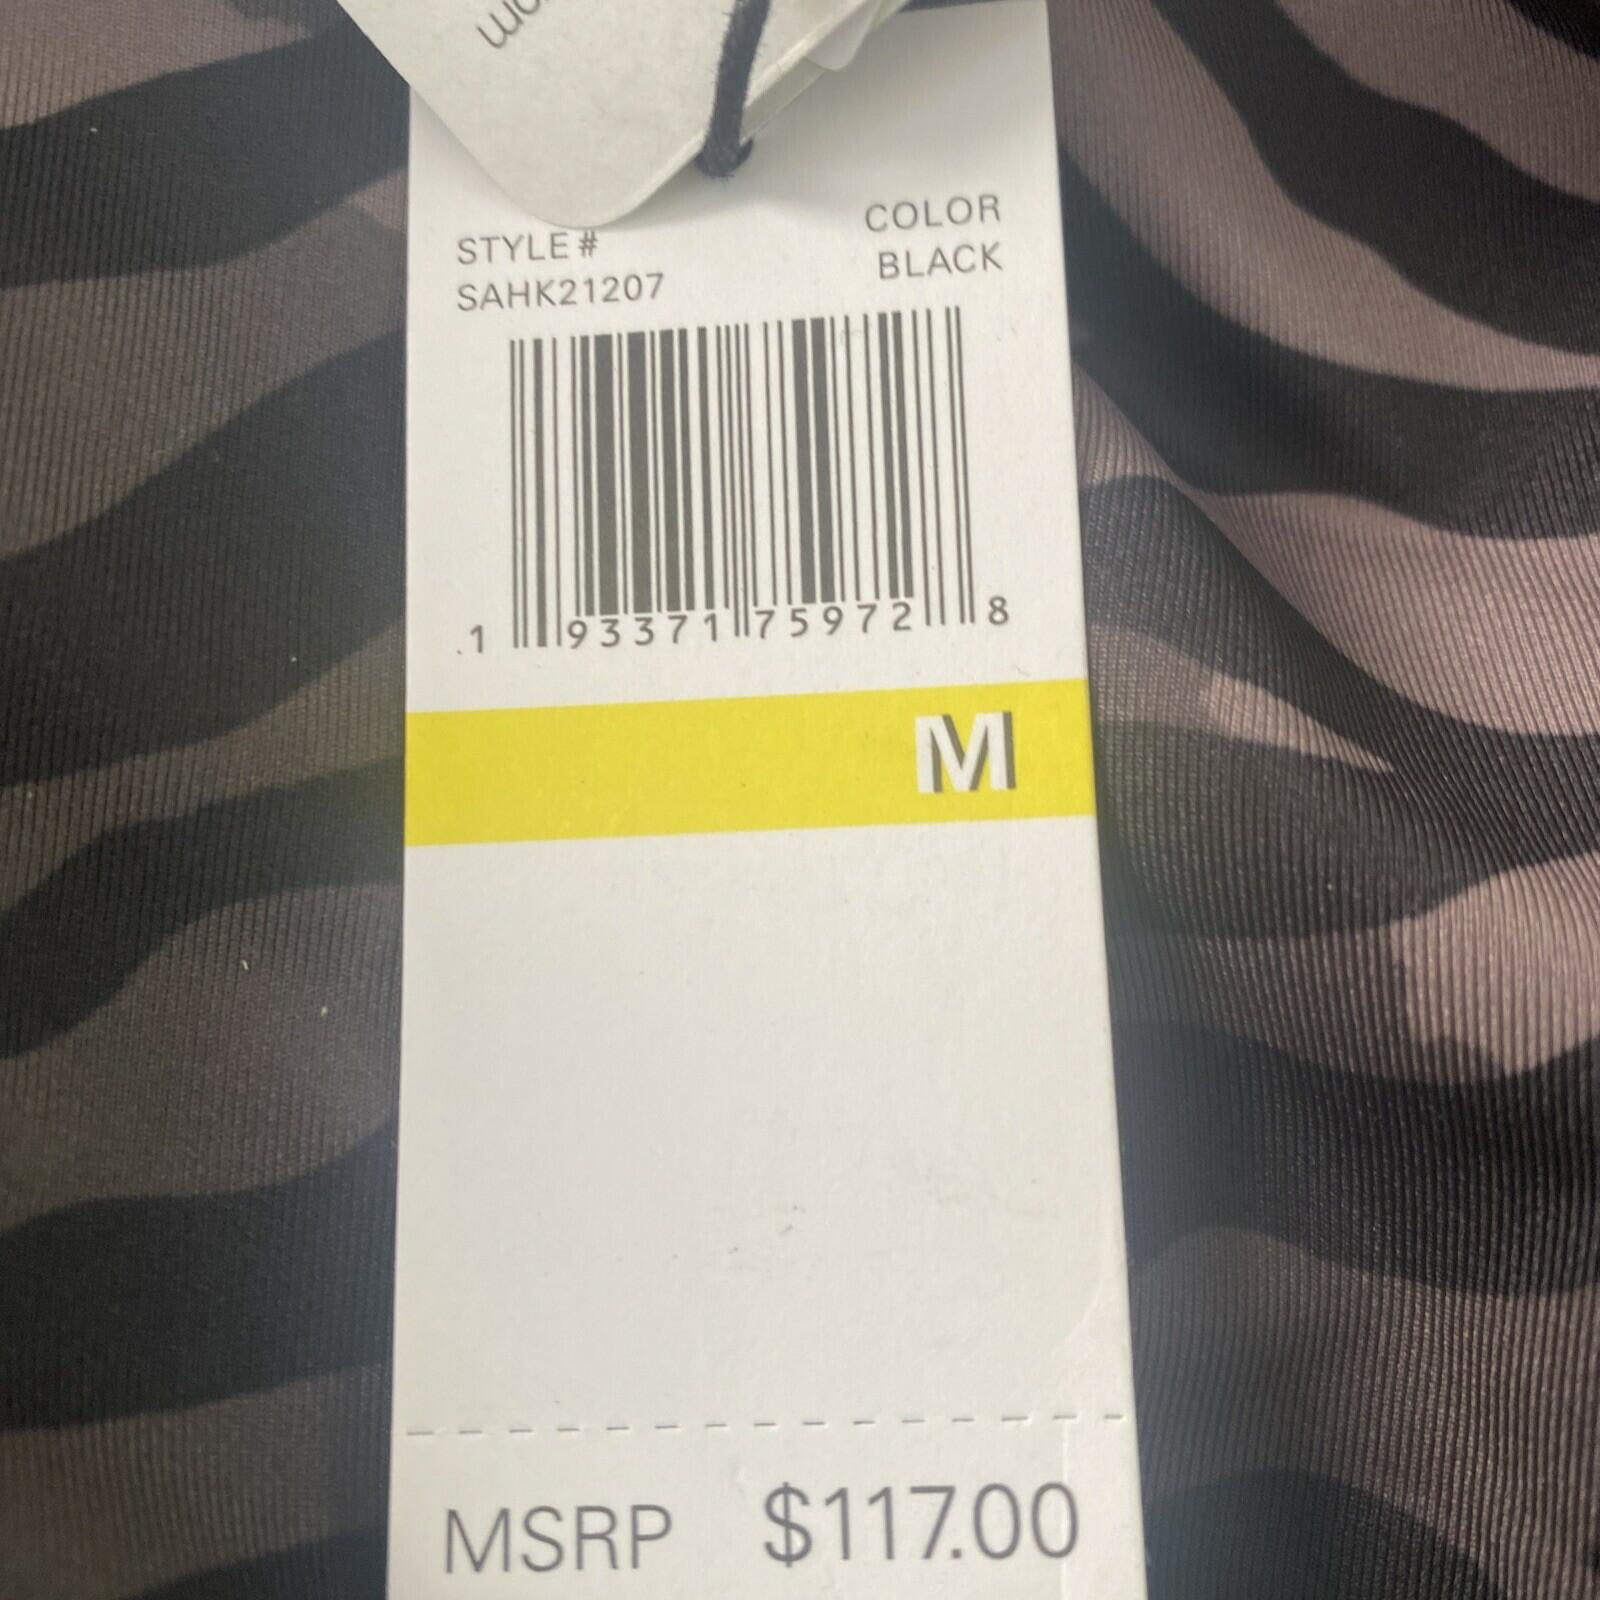 STYLE #
SAHK21207
COLOR
BLACK
1 93371 75972 8
M
MSRP $117.00